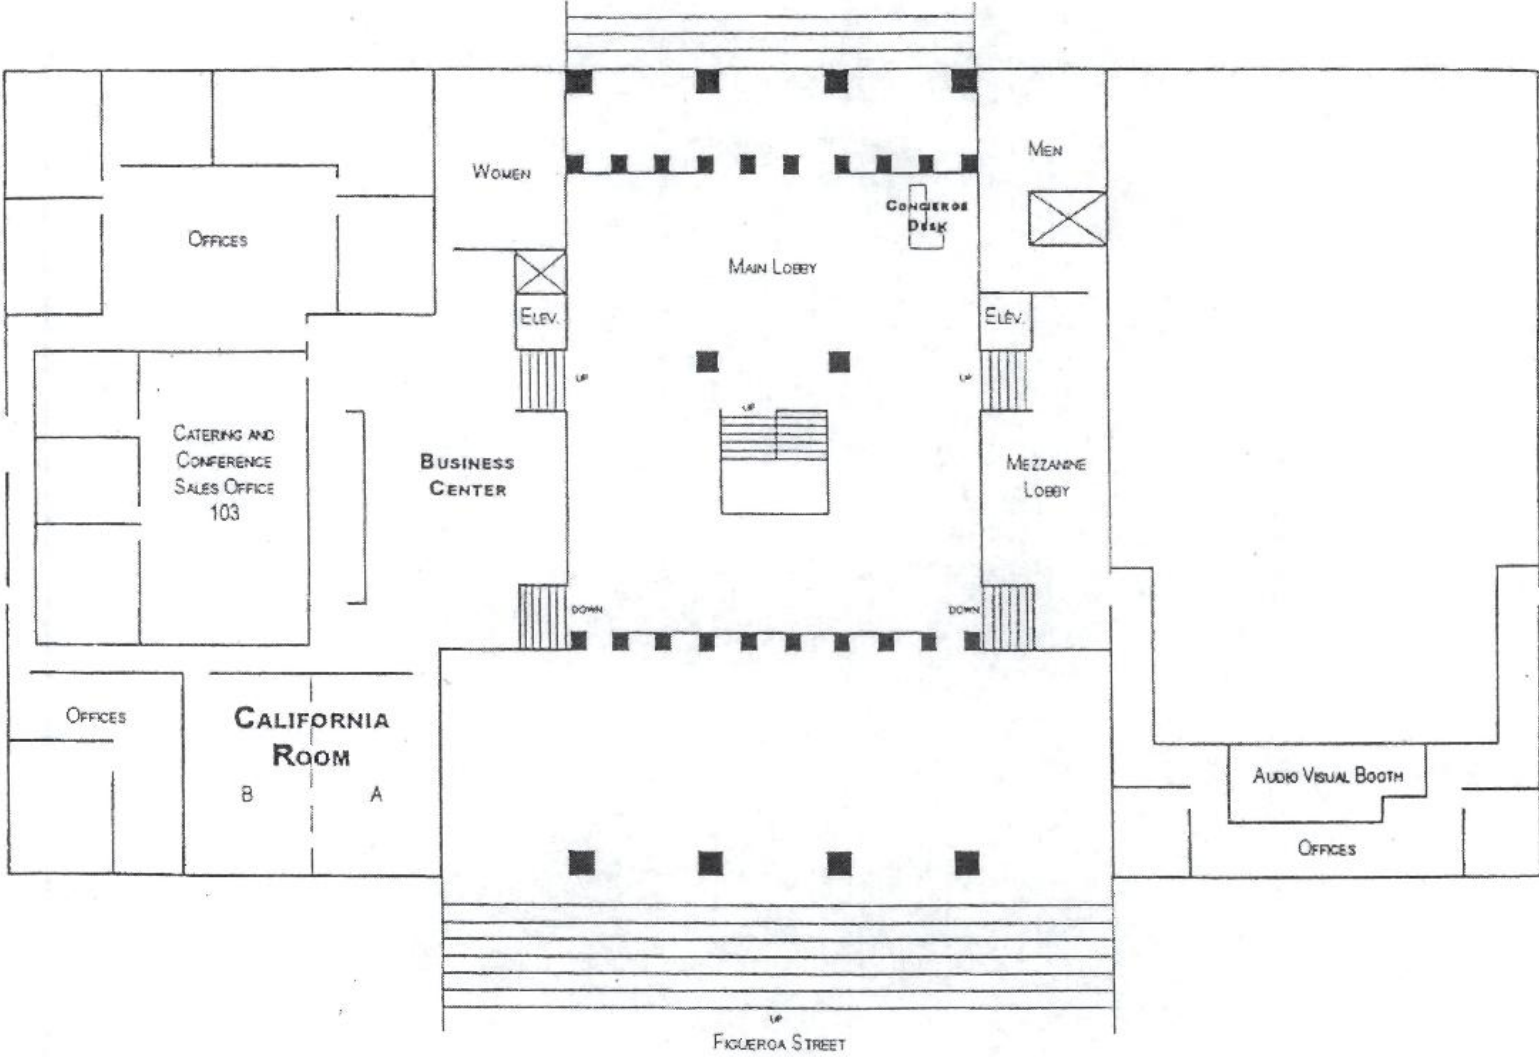 MEN
WOMEN
CONCIERGE
DESK
OFFICES
MAIN LOBBY
ELEV.
ELEV.
UP
UP
UP
CATERING AND
CONFERENCE
SALES OFFICE
103
BUSINESS
CENTER
MEZZANINE
LOBBY
DOWN
DOWN
OFFICES
CALIFORNIA
ROOM
B
A
AUDIO VISUAL BOOTH
OFFICES
UP
FIGUEROA STREET